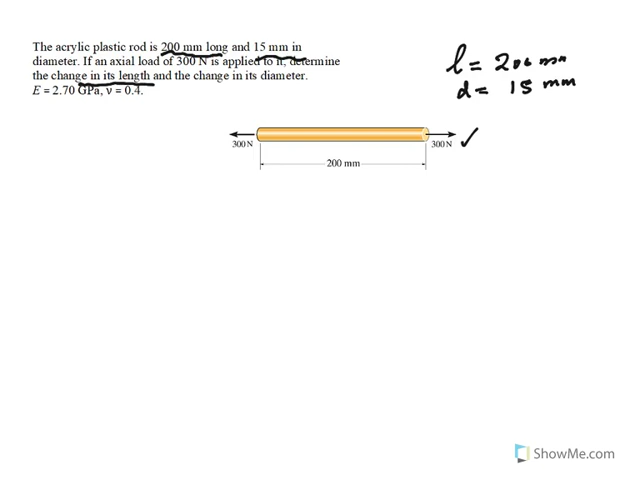 The acrylic plastic rod is 200 mm long and 15 mm in
diameter. If an axial load of 300 N is applied to it, determine
the change in its length and the change in its diameter.
E = 2.70 GPa, ν = 0.4.
l = 200 mm
d = 15 mm
300 N
300 N
200 mm
ShowMe.com